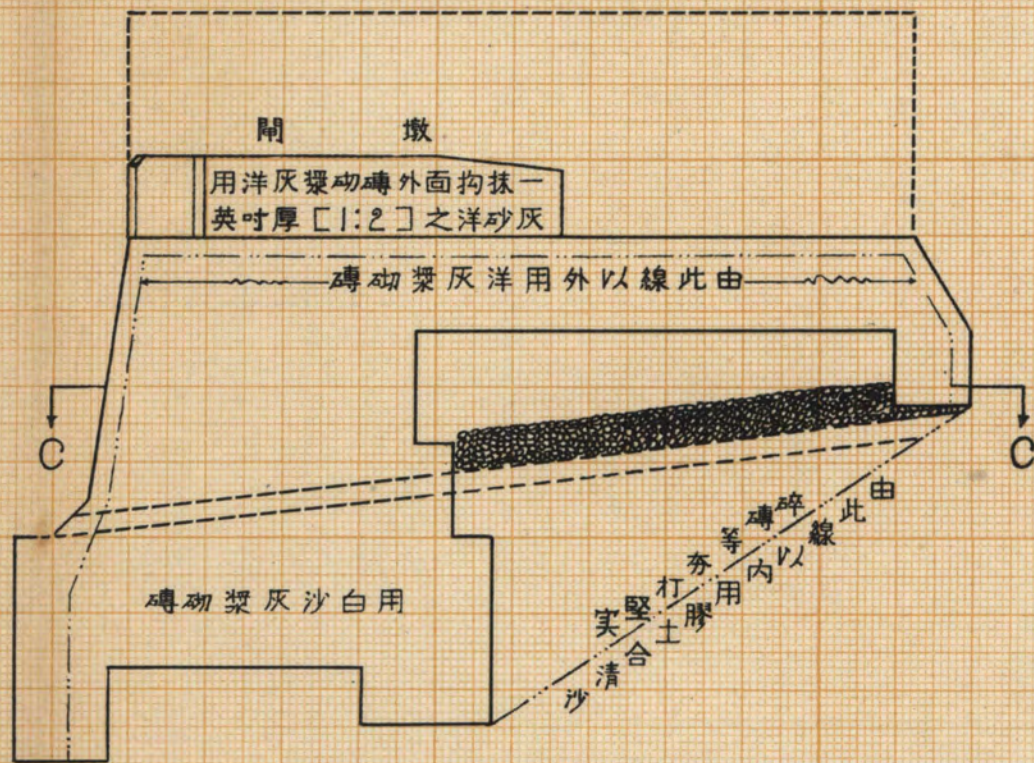 閘 墩
用洋灰漿砌磚外面抅抹一
英吋厚[1:2]之洋砂灰
由此線以外用洋灰漿砌磚
C
C
用白沙灰漿砌磚
由此線以內用膠土合清沙
碎磚等夯打堅实